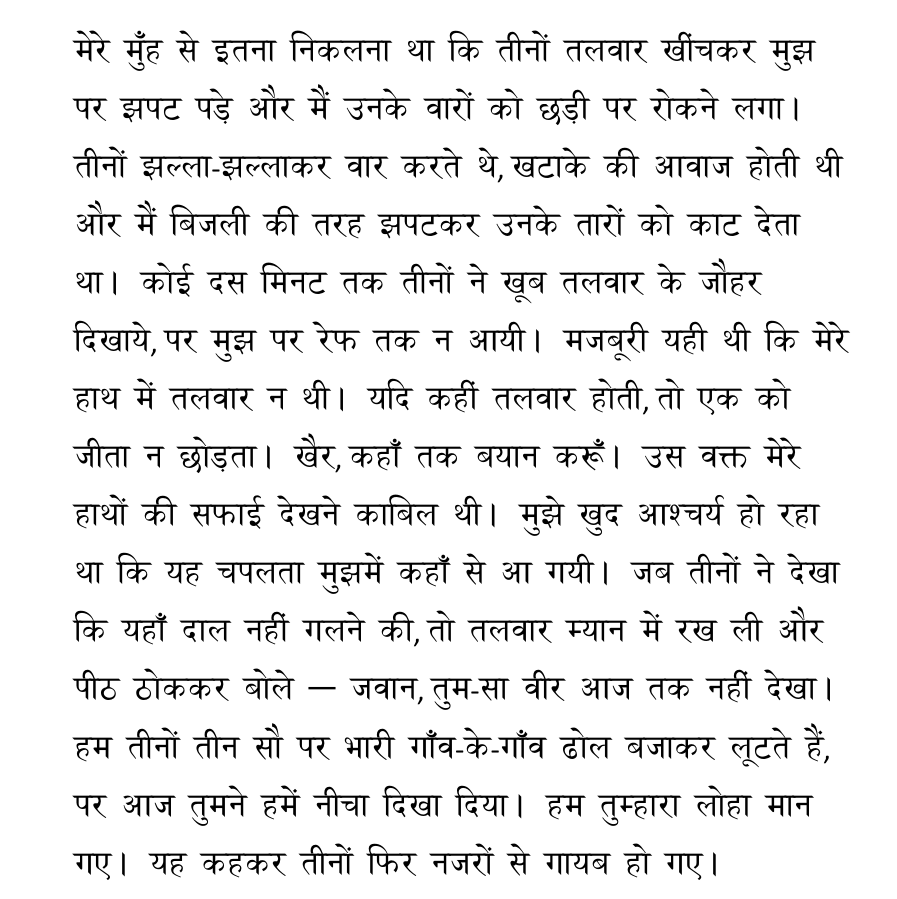 मेरे मुँह से इतना निकलना था कि तीनों तलवार खींचकर मुझ
पर झपट पड़े और मैं उनके वारों को छड़ी पर रोकने लगा।
तीनों झल्ला-झल्लाकर वार करते थे, खटाके की आवाज होती थी
और मैं बिजली की तरह झपटकर उनके तारों को काट देता
था। कोई दस मिनट तक तीनों ने खूब तलवार के जौहर
दिखाये, पर मुझ पर रेफ तक न आयी। मजबूरी यही थी कि मेरे
हाथ में तलवार न थी। यदि कहीं तलवार होती, तो एक को
जीता न छोड़ता। खैर, कहाँ तक बयान करूँ। उस वक्त मेरे
हाथों की सफाई देखने काबिल थी। मुझे खुद आश्चर्य हो रहा
था कि यह चपलता मुझमें कहाँ से आ गयी। जब तीनों ने देखा
कि यहाँ दाल नहीं गलने की, तो तलवार म्यान में रख ली और
पीठ ठोककर बोले — जवान, तुम-सा वीर आज तक नहीं देखा।
हम तीनों तीन सौ पर भारी गाँव-के-गाँव ढोल बजाकर लूटते हैं,
पर आज तुमने हमें नीचा दिखा दिया। हम तुम्हारा लोहा मान
गए। यह कहकर तीनों फिर नजरों से गायब हो गए।